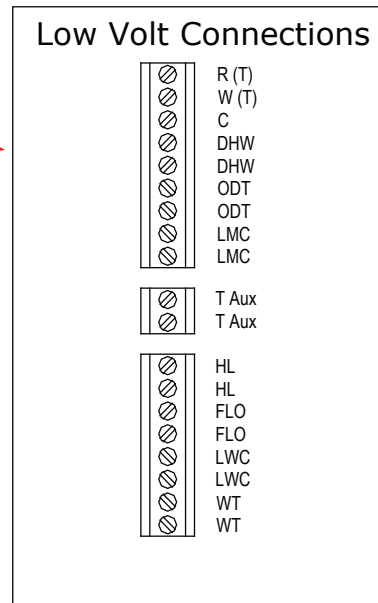 Low Volt Connections
R (T)
W (T)
C
DHW
DHW
ODT
ODT
LMC
LMC
T Aux
T Aux
HL
HL
FLO
FLO
LWC
LWC
WT
WT